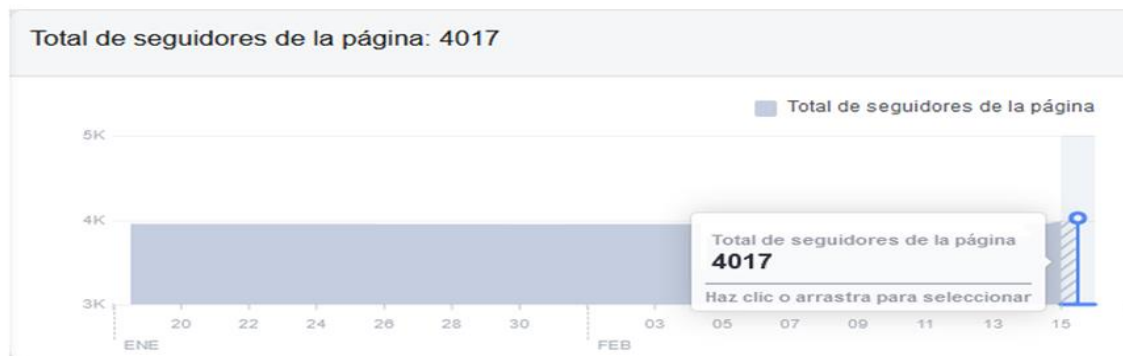 Total de seguidores de la página: 4017
Total de seguidores de la página
5K
4K
3K
Total de seguidores de la página
4017
Haz clic o arrastra para seleccionar
20 22 24 26 28 30 03 05 07 09 11 13 15
ENE FEB